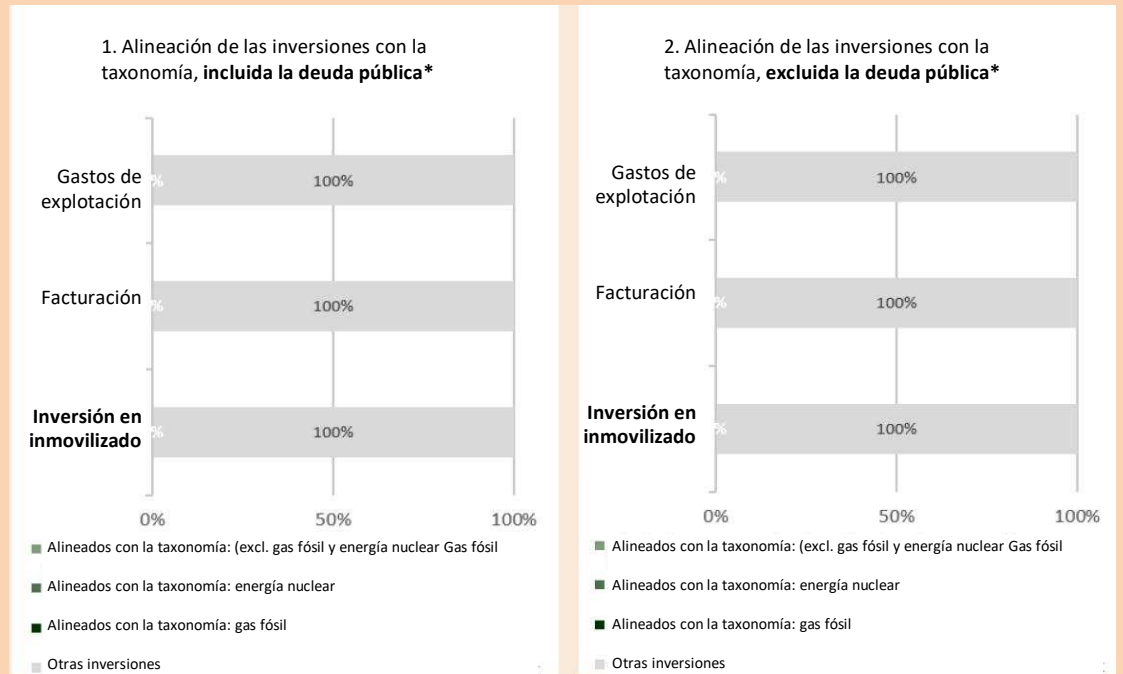 1. Alineación de las inversiones con la
taxonomía, incluida la deuda pública*
Gastos de
explotación
%
100%
Facturación
%
100%
Inversión en
inmovilizado
%
100%
0%
50%
100%
Alineados con la taxonomía: (excl. gas fósil y energía nuclear Gas fósil
Alineados con la taxonomía: energía nuclear
Alineados con la taxonomía: gas fósil
Otras inversiones
2. Alineación de las inversiones con la
taxonomía, excluida la deuda pública*
Gastos de
explotación
%
100%
Facturación
%
100%
Inversión en
inmovilizado
%
100%
0%
50%
100%
Alineados con la taxonomía: (excl. gas fósil y energía nuclear Gas fósil
Alineados con la taxonomía: energía nuclear
Alineados con la taxonomía: gas fósil
Otras inversiones